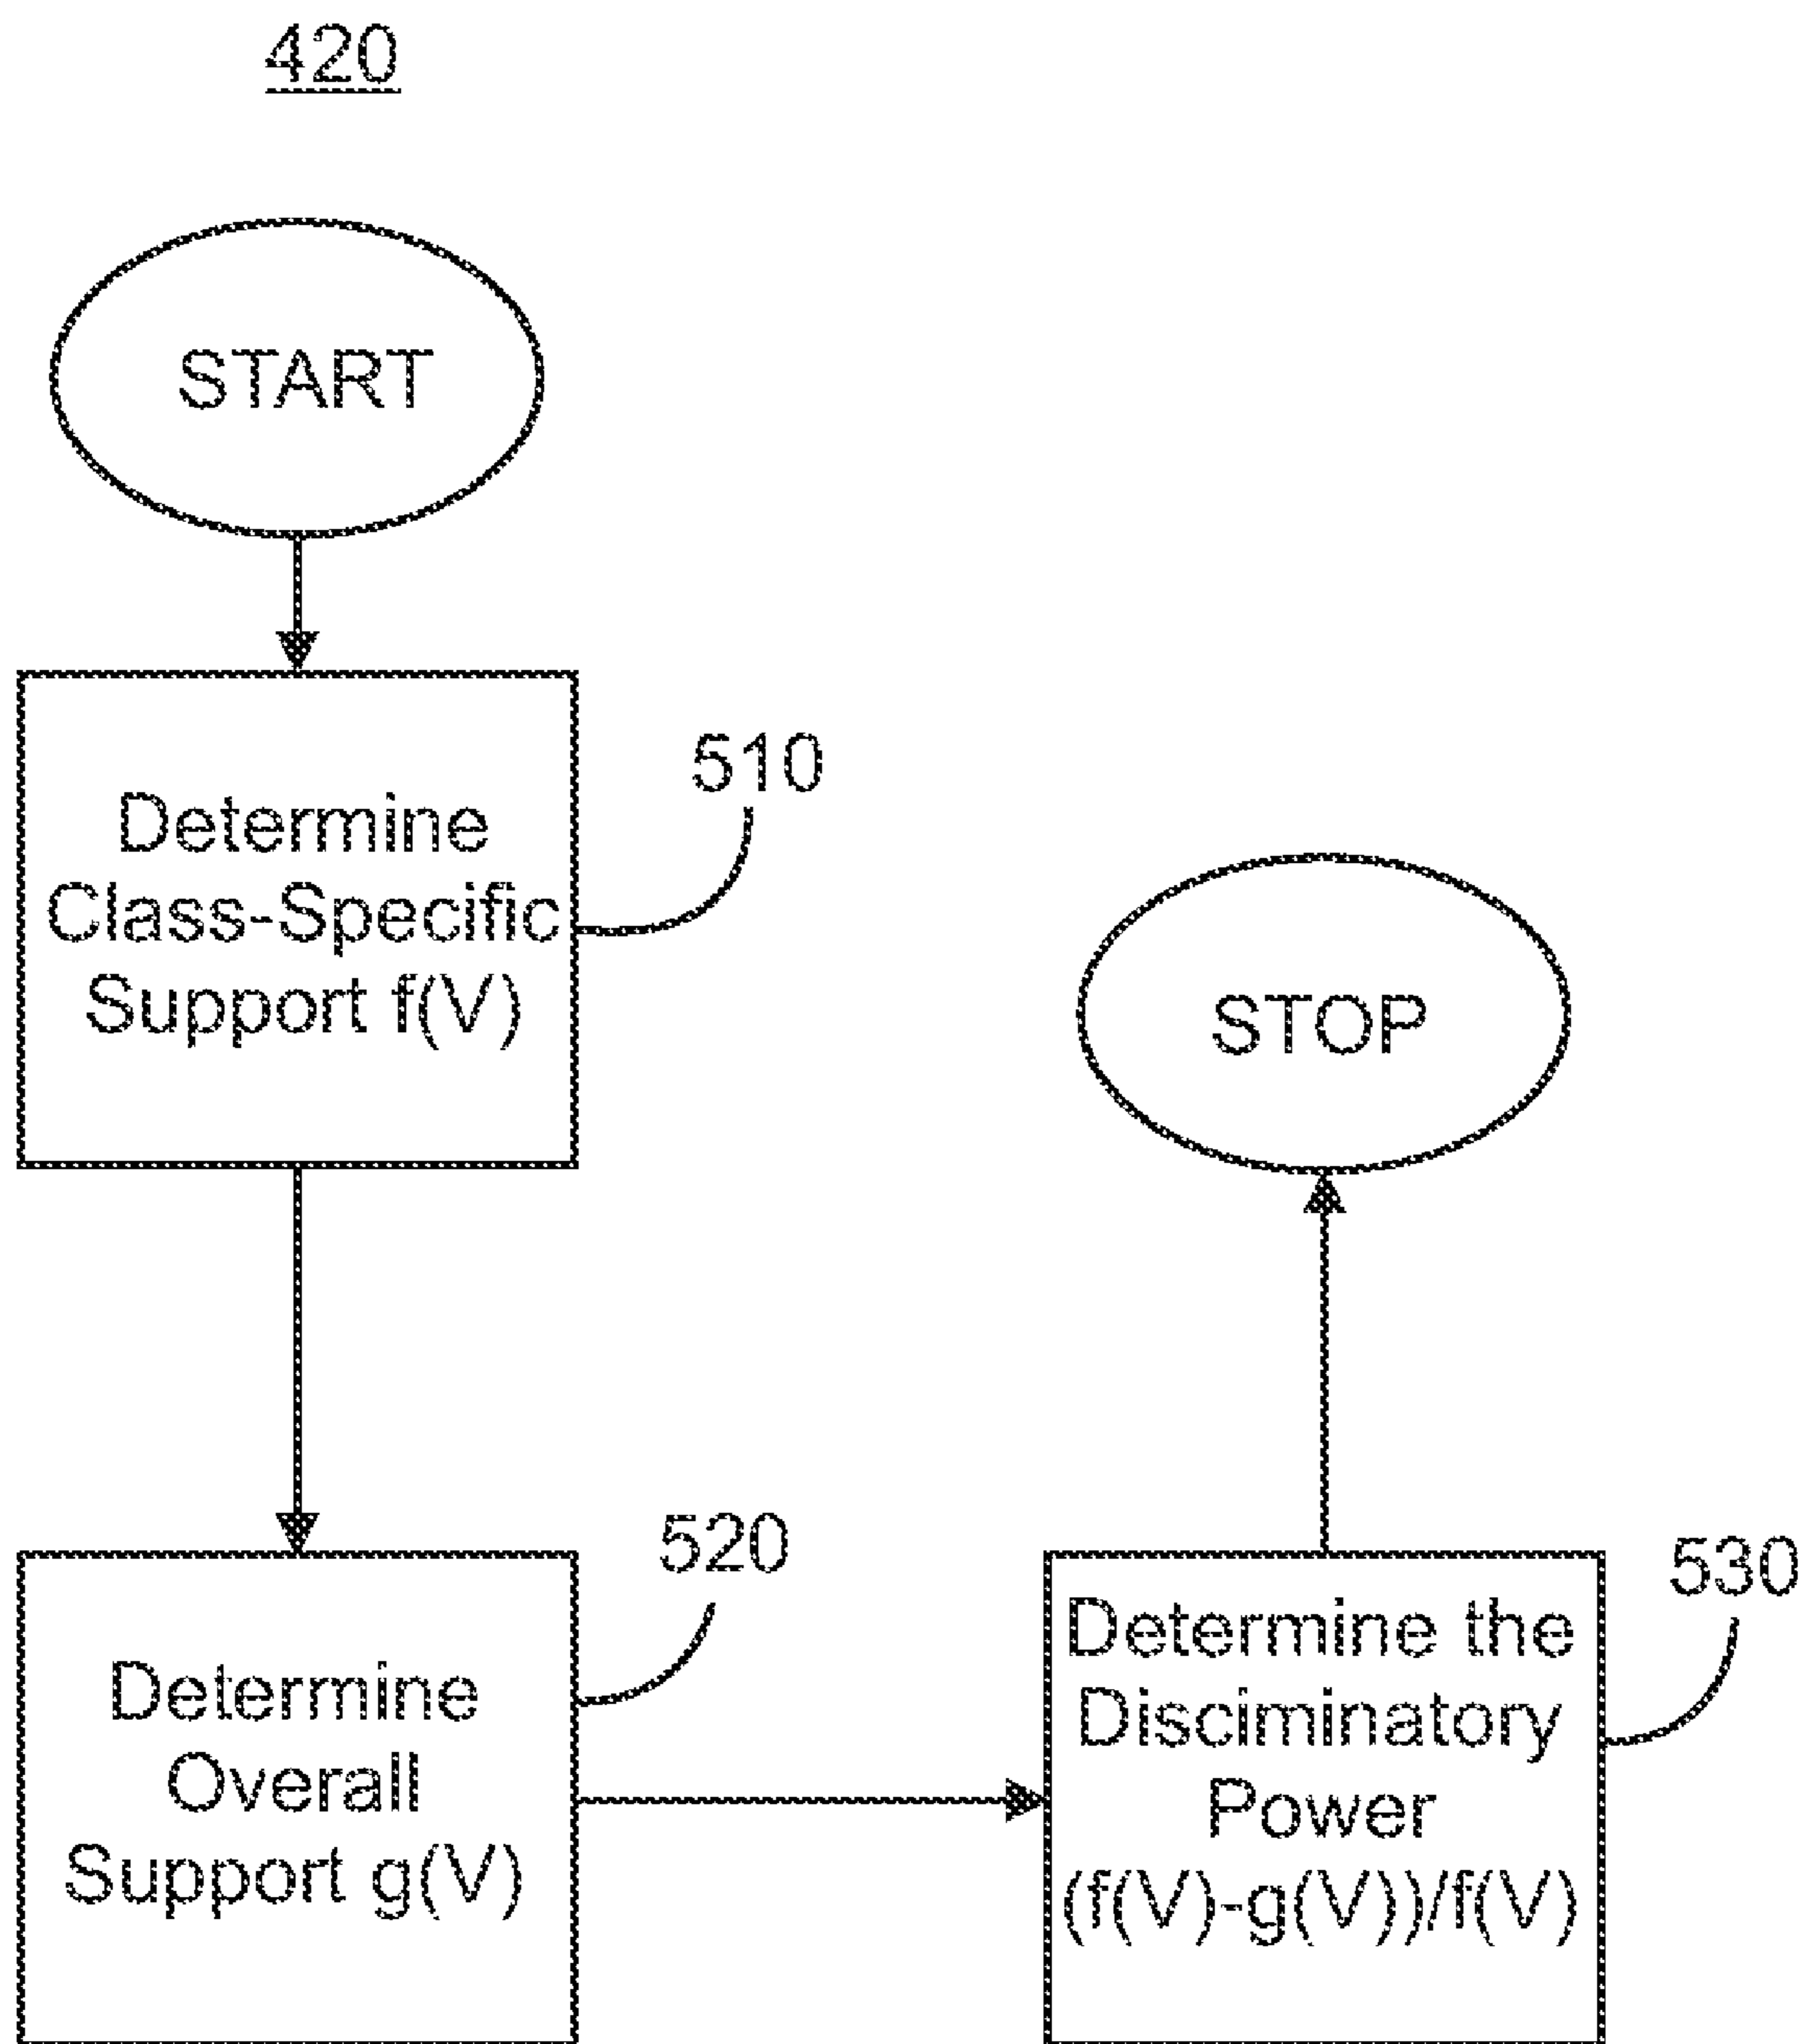 420
START
Determine
Class-Specific
Support f(V)
510
Determine
Overall
Support g(V)
520
Determine the
Disciminatory
Power
(f(V)-g(V))/f(V)
530
STOP